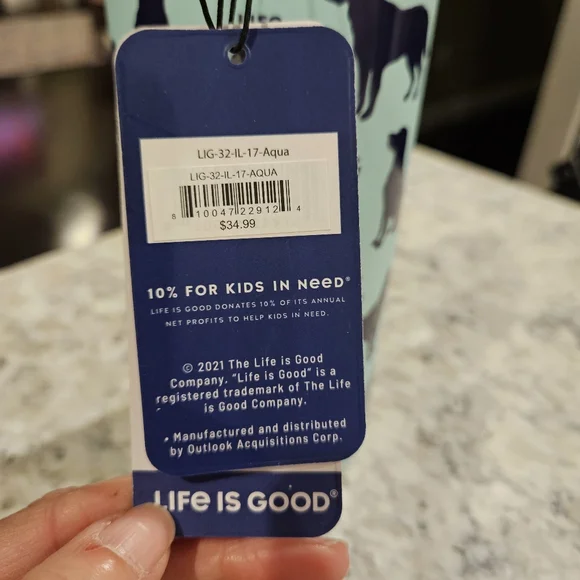 LIFE
LIG-32-IL-17-Aqua
LIG-32-IL-17-AQUA
8 10047 22912 4
$34.99
10% FOR KIDS IN NeeD®
LIFE IS GOOD DONATES 10% OF ITS ANNUAL
NET PROFITS TO HELP KIDS IN NEED.
© 2021 The Life is Good
Company, "Life is Good" is a
registered trademark of The Life
is Good Company.
• Manufactured and distributed
by Outlook Acquisitions Corp.
LIFe IS GOOD®